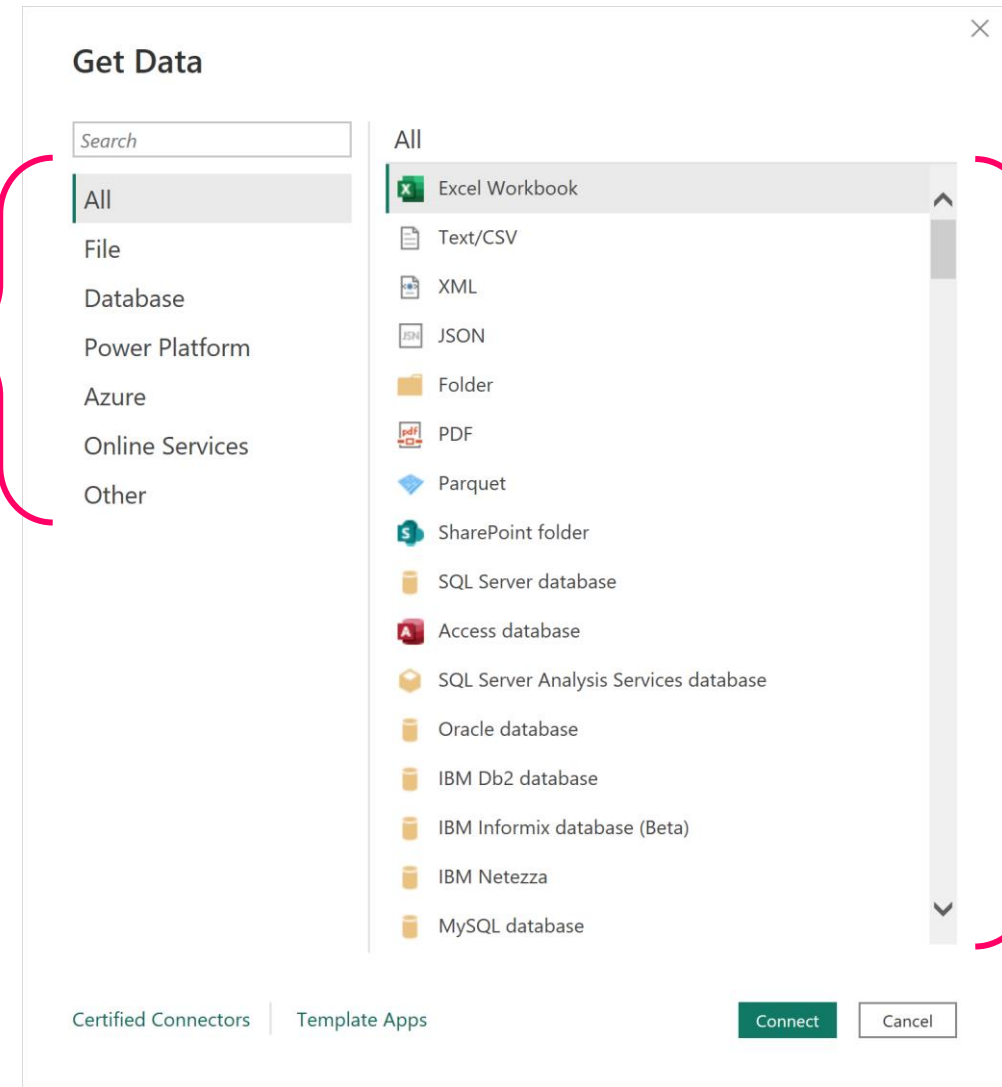 Get Data
Search
All
File
Database
Power Platform
Azure
Online Services
Other
All
Excel Workbook
Text/CSV
XML
JSN JSON
Folder
pdf PDF
Parquet
S SharePoint folder
SQL Server database
A Access database
SQL Server Analysis Services database
Oracle database
IBM Db2 database
IBM Informix database (Beta)
IBM Netezza
MySQL database
Certified Connectors
Template Apps
Connect
Cancel